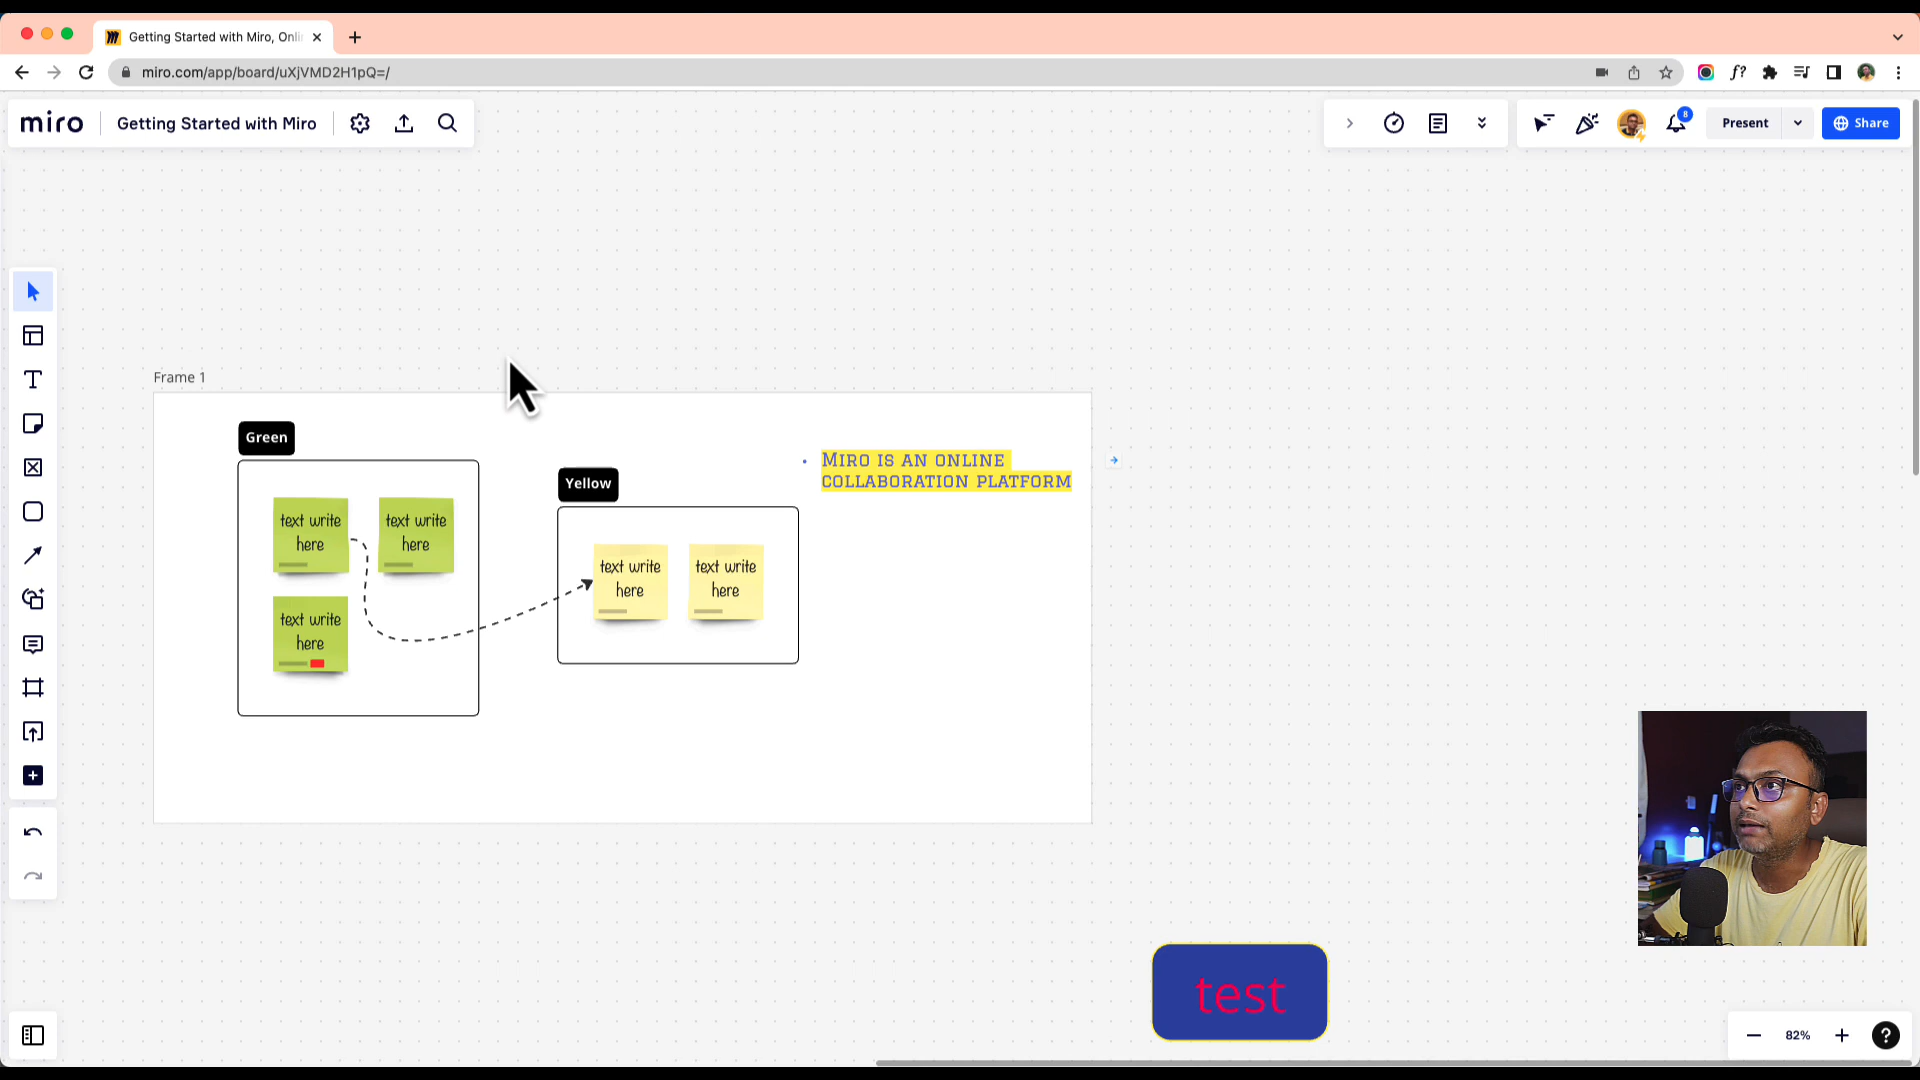 Getting Started with Miro, Onli
miro.com/app/board/uXjVMD2H1pQ=/
f?
miro
Getting Started with Miro
8
Present
Share
Frame 1
Green
text write
here
text write
here
text write
here
Yellow
text write
here
text write
here
• Miro is an online
collaboration platform
test
82%
?